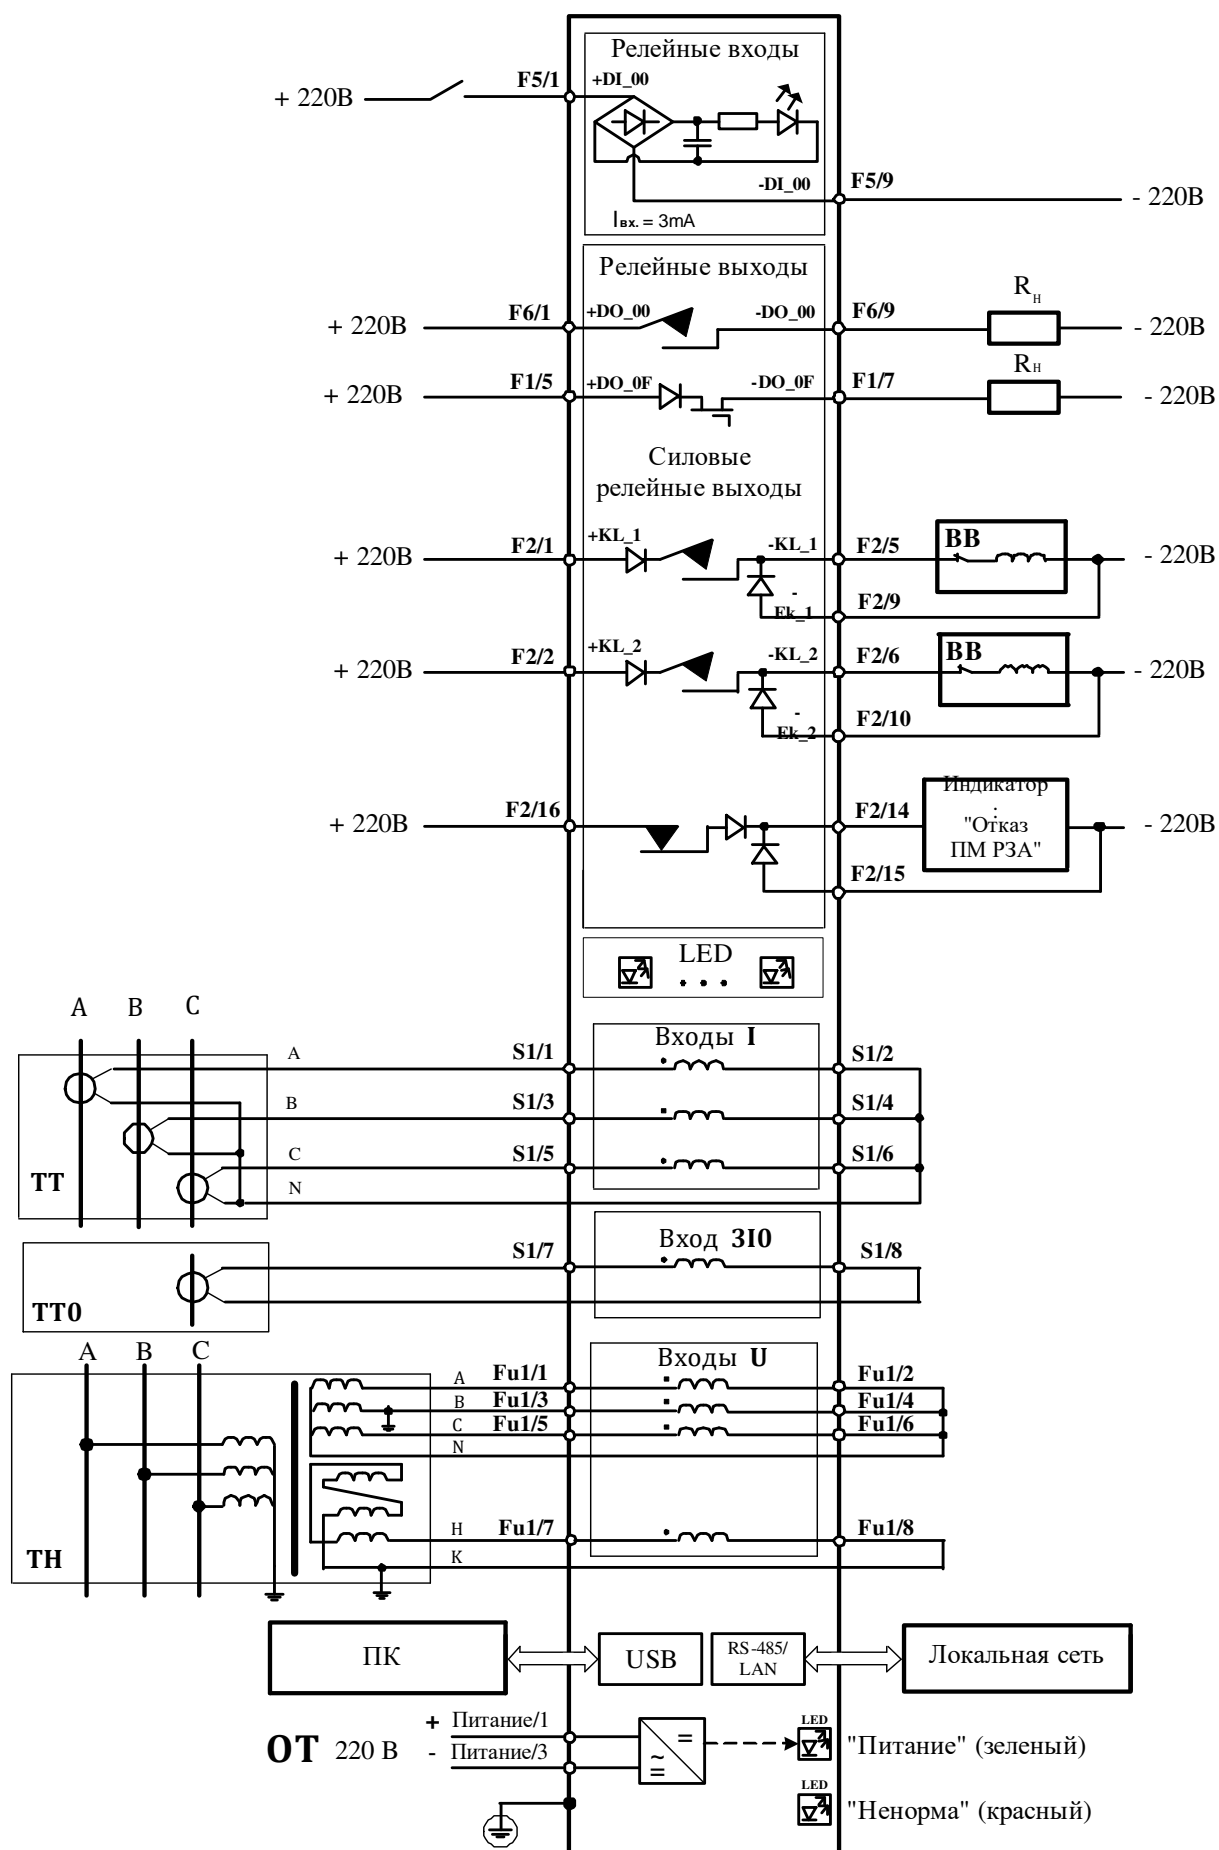 Релейные входы
+ 220В
F5/1
+DI_00
-DI_00
F5/9
- 220В
Iвх. = 3mA
Релейные выходы
+ 220В
F6/1
+DO_00
-DO_00
F6/9
Rн
- 220В
+ 220В
F1/5
+DO_0F
-DO_0F
F1/7
Rн
- 220В
Силовые
релейные выходы
+ 220В
F2/1
+KL_1
-KL_1
F2/5
ВВ
- 220В
-
Ek_1
F2/9
+ 220В
F2/2
+KL_2
-KL_2
F2/6
ВВ
- 220В
-
Ek_2
F2/10
+ 220В
F2/16
F2/14
Индикатор
:
"Отказ
ПМ РЗА"
- 220В
F2/15
LED
A B C
Входы I
A
S1/1
S1/2
B
S1/3
S1/4
C
S1/5
S1/6
N
ТТ
Вход 3I0
S1/7
S1/8
ТТ0
A B C
Входы U
A
Fu1/1
Fu1/2
B
Fu1/3
Fu1/4
C
Fu1/5
Fu1/6
N
H
Fu1/7
Fu1/8
K
ТН
ПК
USB
RS-485/
LAN
Локальная сеть
ОТ 220 В
+ Питание/1
- Питание/3
=
~
=
LED
"Питание" (зеленый)
LED
"Ненорма" (красный)